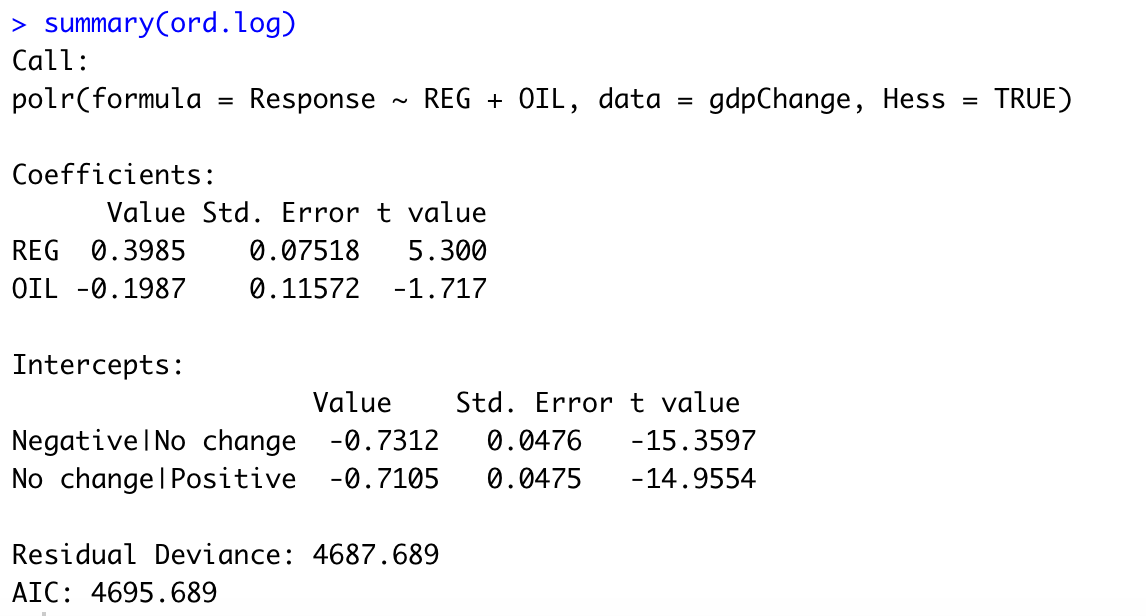 > summary(ord.log)
Call:
polr(formula = Response ~ REG + OIL, data = gdpChange, Hess = TRUE)

Coefficients:
      Value Std. Error t value
REG  0.3985    0.07518   5.300
OIL -0.1987    0.11572  -1.717

Intercepts:
                   Value    Std. Error t value
Negative|No change  -0.7312   0.0476   -15.3597
No change|Positive  -0.7105   0.0475   -14.9554

Residual Deviance: 4687.689
AIC: 4695.689